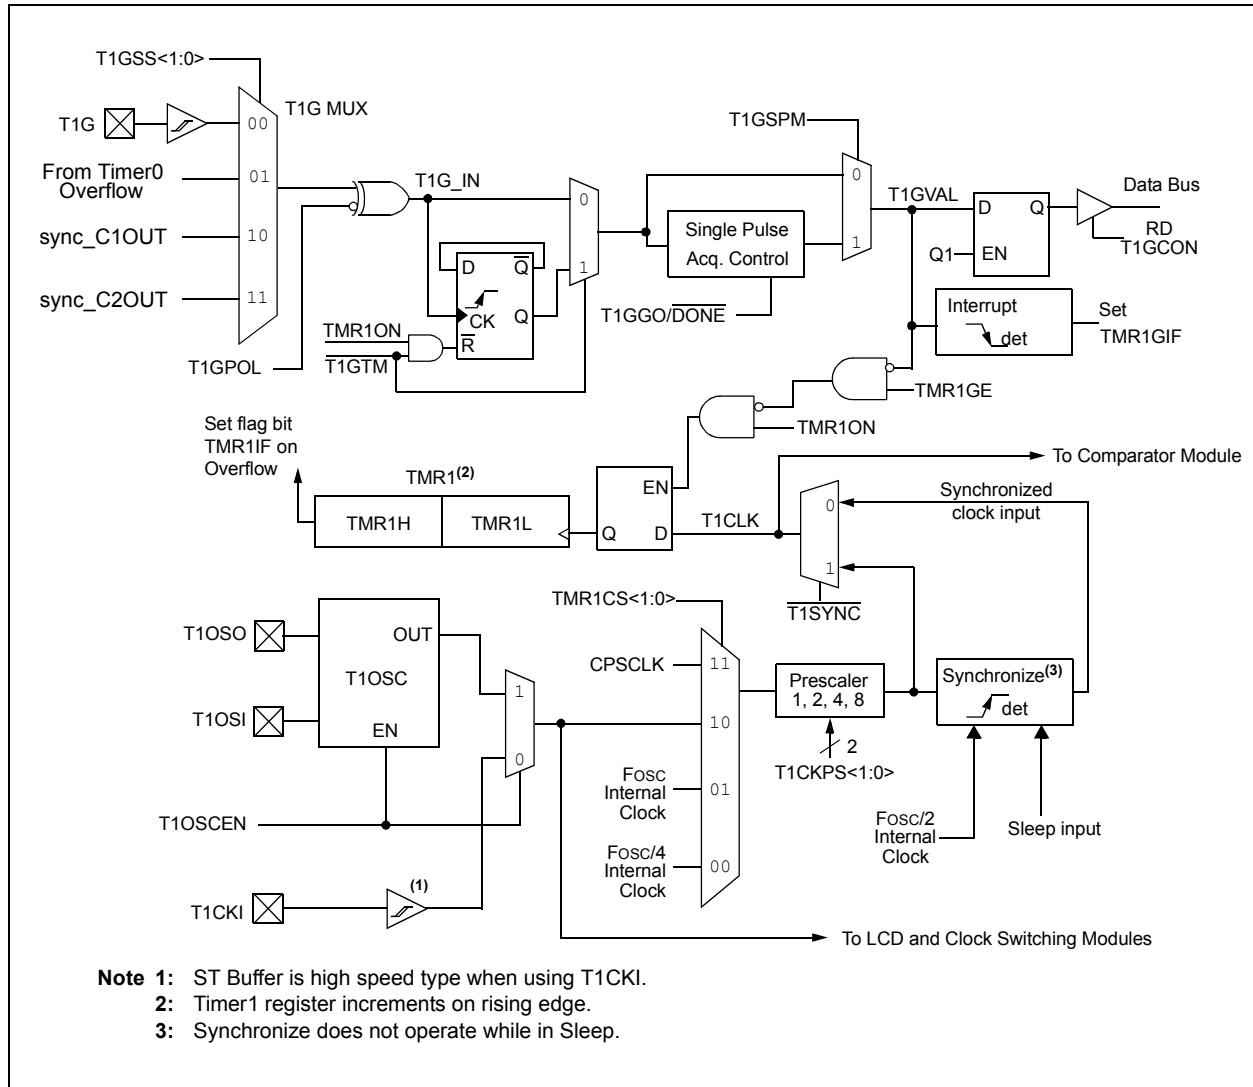 T1GSS<1:0>
T1G
00
T1G MUX
From Timer0
Overflow
01
sync_C1OUT
10
sync_C2OUT
11
T1GPOL
T1G_IN
0
1
D
Q
CK
Q
R
TMR1ON
T1GTM
T1GSPM
0
1
Single Pulse
Acq. Control
T1GGO/DONE
T1GVAL
D
Q
Q1
EN
Data Bus
RD
T1GCON
Interrupt
det
Set
TMR1GIF
TMR1GE
TMR1ON
Set flag bit
TMR1IF on
Overflow
TMR1(2)
TMR1H
TMR1L
EN
Q
D
T1CLK
To Comparator Module
0
1
Synchronized
clock input
T1SYNC
T1OSO
OUT
T1OSC
T1OSI
EN
1
0
T1OSCEN
T1CKI
(1)
TMR1CS<1:0>
CPSCLK
11
10
FOSC
Internal
Clock
01
FOSC/4
Internal
Clock
00
Prescaler
1, 2, 4, 8
2
T1CKPS<1:0>
Synchronize(3)
det
FOSC/2
Internal
Clock
Sleep input
To LCD and Clock Switching Modules
Note 1: ST Buffer is high speed type when using T1CKI.
2: Timer1 register increments on rising edge.
3: Synchronize does not operate while in Sleep.